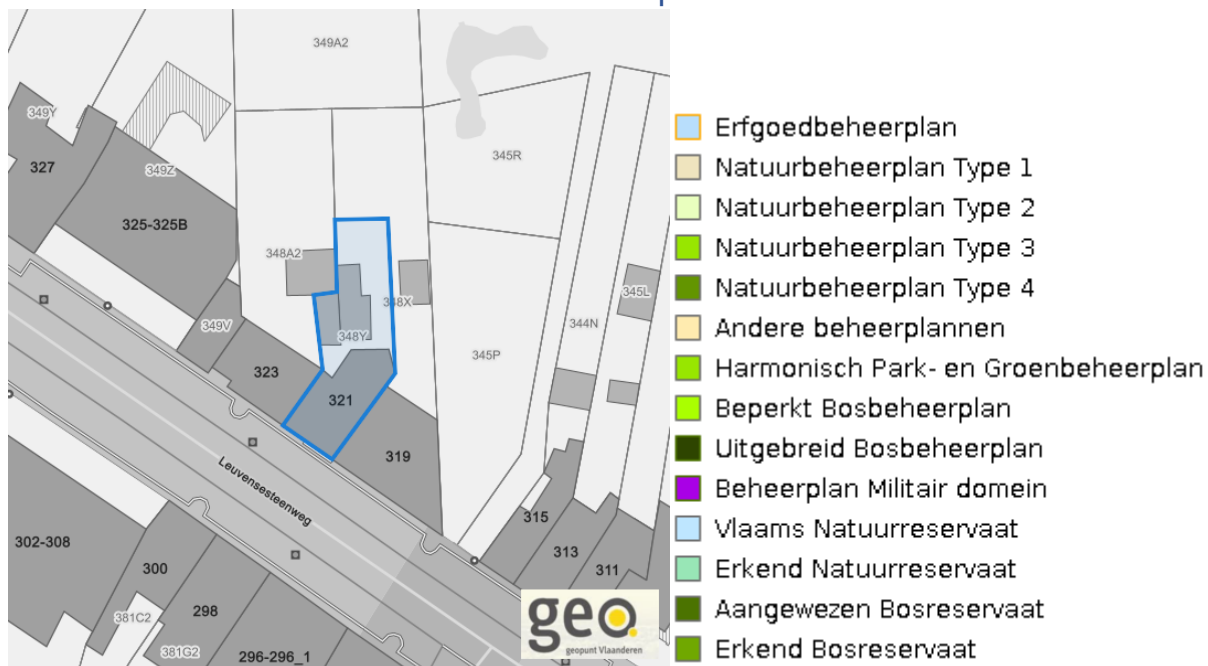 349A2
349Y
327
349Z
345R
325-325B
348A2
348X
345L
349V
344N
348Y
345P
323
321
319
Leuvensesteenweg
315
302-308
313
300
311
298
381C2
381G2
296-296_1
geo.
geopunt Vlaanderen
Erfgoedbeheerplan
Natuurbeheerplan Type 1
Natuurbeheerplan Type 2
Natuurbeheerplan Type 3
Natuurbeheerplan Type 4
Andere beheerplannen
Harmonisch Park- en Groenbeheerplan
Beperkt Bosbeheerplan
Uitgebreid Bosbeheerplan
Beheerplan Militair domein
Vlaams Natuurreservaat
Erkend Natuurreservaat
Aangewezen Bosreservaat
Erkend Bosreservaat